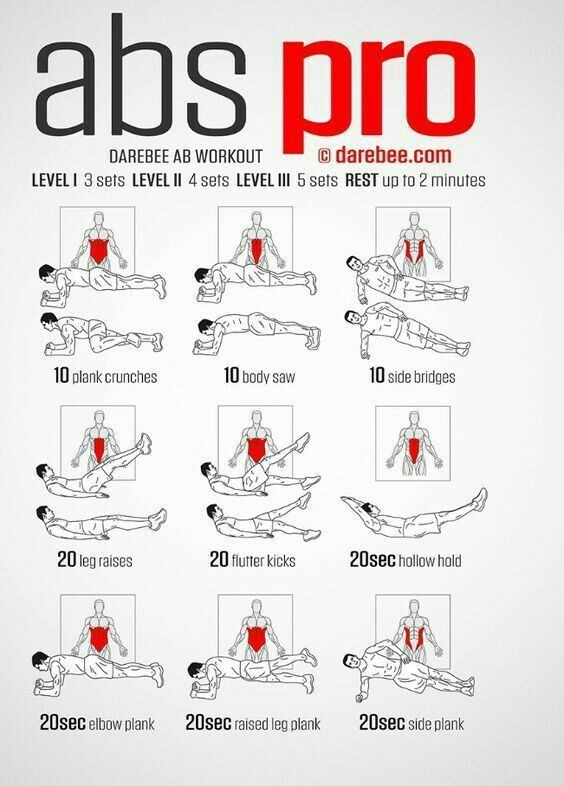 abs pro
DAREBEE AB WORKOUT © darebee.com
LEVEL I 3 sets LEVEL II 4 sets LEVEL III 5 sets REST up to 2 minutes
10 plank crunches
10 body saw
10 side bridges
20 leg raises
20 flutter kicks
20sec hollow hold
20sec elbow plank
20sec raised leg plank
20sec side plank